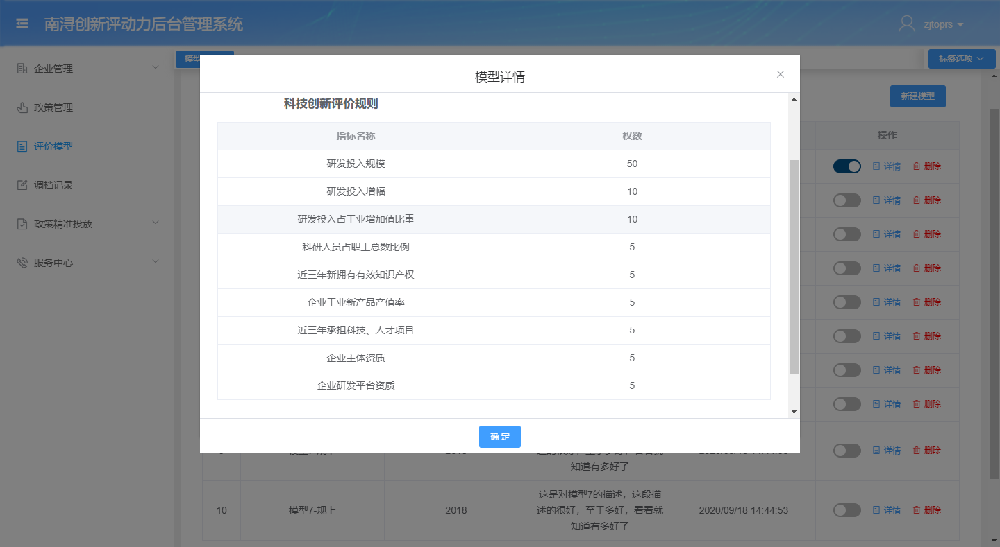 南浔创新评动力后台管理系统
zjtoprs
企业管理
政策管理
评价模型
调档记录
政策精准投放
服务中心
模型
标签选项
新建模型
模型详情
科技创新评价规则
指标名称 权数
研发投入规模 50
研发投入增幅 10
研发投入占工业增加值比重 10
科研人员占职工总数比例 5
近三年新拥有有效知识产权 5
企业工业新产品产值率 5
近三年承担科技、人才项目 5
企业主体资质 5
企业研发平台资质 5
确 定
操作
详情 删除
详情 删除
详情 删除
详情 删除
详情 删除
详情 删除
详情 删除
详情 删除
详情 删除
知道有多好了
10 模型7-规上 2018 这是对模型7的描述，这段描
述的很好，至于多好，看看就
知道有多好了
2020/09/18 14:44:53 详情 删除